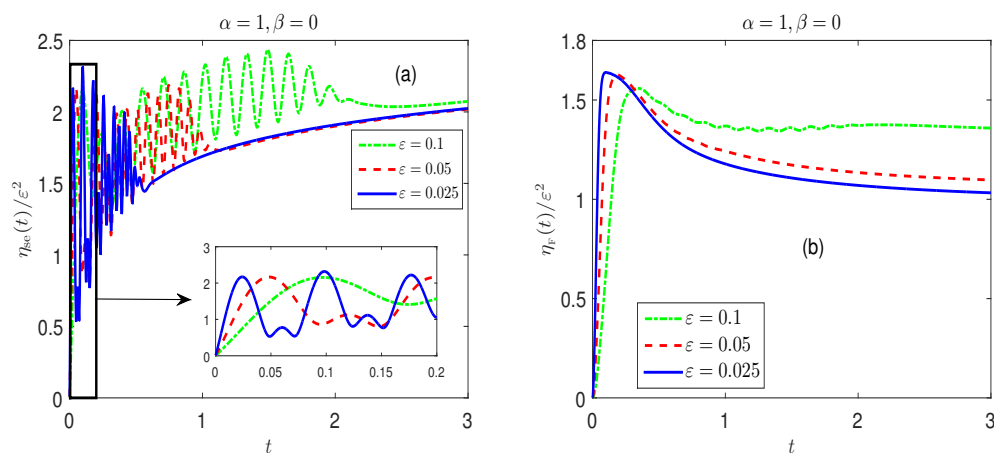 α = 1, β = 0
(a)
η_se(t)/ε²
2.5
2
1.5
1
0.5
0
0 1 2 3
t
ε = 0.1
ε = 0.05
ε = 0.025
3
2
1
0
0 0.05 0.1 0.15 0.2
α = 1, β = 0
(b)
η_F(t)/ε²
1.8
1.5
1
0.5
0
0 1 2 3
t
ε = 0.1
ε = 0.05
ε = 0.025